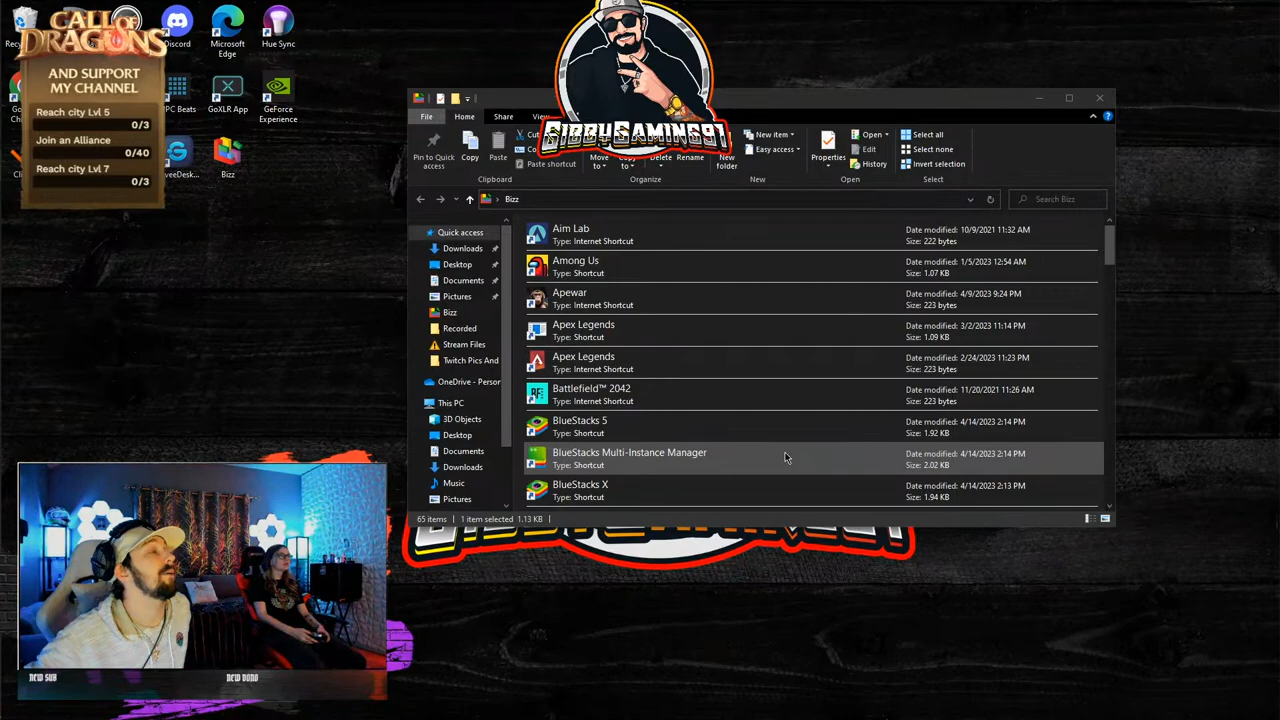 CALL OF
DRAGONS
AND SUPPORT
MY CHANNEL
Reach city Lvl 5
0/3
Join an Alliance
0/40
Reach city Lvl 7
0/3
Discord
Microsoft
Edge
Hue Sync
PC Beats
GoXLR App
GeForce
Experience
Bizz
GIBBYGAMING91
File
Home
Share
Pin to Quick
access
Copy
Paste
Paste shortcut
Clipboard
Move
to
Delete
Rename
Organize
New
folder
New item
Easy access
New
Properties
Open
Edit
History
Open
Select all
Select none
Invert selection
Select
Bizz
Search Bizz
Quick access
Downloads
Desktop
Documents
Pictures
Bizz
Recorded
Stream Files
Twitch Pics And
OneDrive - Person
This PC
3D Objects
Desktop
Documents
Downloads
Music
Pictures
Aim Lab
Type: Internet Shortcut
Date modified: 10/9/2021 11:32 AM
Size: 222 bytes
Among Us
Type: Shortcut
Date modified: 1/5/2023 12:54 AM
Size: 1.07 KB
Apewar
Type: Internet Shortcut
Date modified: 4/9/2023 9:24 PM
Size: 223 bytes
Apex Legends
Type: Shortcut
Date modified: 3/2/2023 11:14 PM
Size: 1.09 KB
Apex Legends
Type: Internet Shortcut
Date modified: 2/24/2023 11:23 PM
Size: 223 bytes
Battlefield™ 2042
Type: Internet Shortcut
Date modified: 11/20/2021 11:26 AM
Size: 223 bytes
BlueStacks 5
Type: Shortcut
Date modified: 4/14/2023 2:14 PM
Size: 1.92 KB
BlueStacks Multi-Instance Manager
Type: Shortcut
Date modified: 4/14/2023 2:14 PM
Size: 2.02 KB
BlueStacks X
Type: Shortcut
Date modified: 4/14/2023 2:13 PM
Size: 1.94 KB
65 items
1 item selected 1.13 KB
NEW SUB
NEW DONO